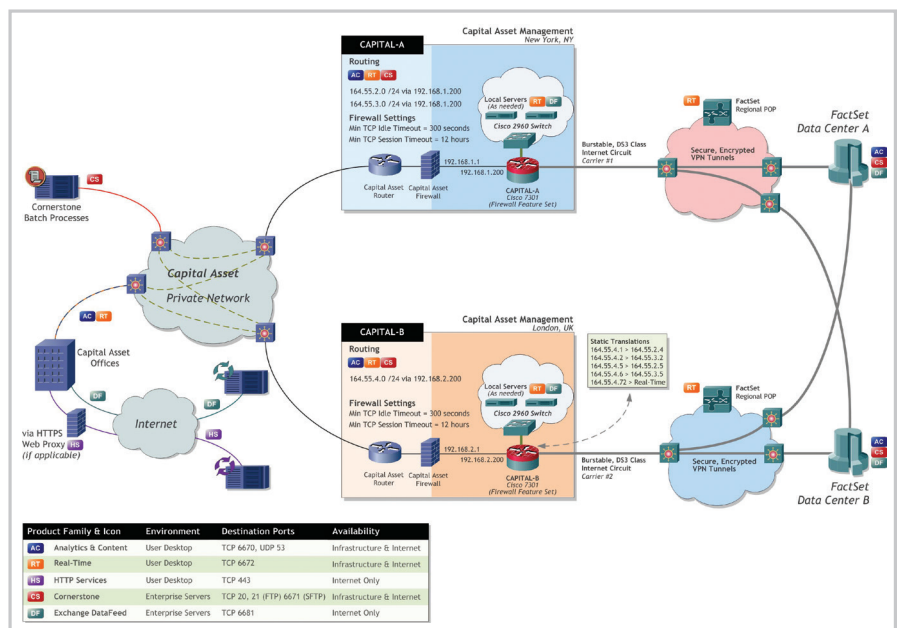 Capital Asset Management
New York, NY
CAPITAL-A
Routing
AC RT CS
164.55.2.0 /24 via 192.168.1.200
164.55.3.0 /24 via 192.168.1.200
Firewall Settings
Min TCP Idle Timeout = 300 seconds
Min TCP Session Timeout = 12 hours
Local Servers
(As needed)
RT DF
Cisco 2960 Switch
192.168.1.1
192.168.1.200
Capital Asset
Router
Capital Asset
Firewall
CAPITAL-A
Cisco 7301
(Firewall Feature Set)
Burstable, DS3 Class
Internet Circuit
Carrier #1
RT
FactSet
Regional POP
Secure, Encrypted
VPN Tunnels
FactSet
Data Center A
AC
CS
DF
CS
Cornerstone
Batch Processes
Capital Asset
Private Network
AC RT
Capital Asset
Offices
DF
DF
Internet
via HTTPS
Web Proxy
(if applicable)
HS
HS
Capital Asset Management
London, UK
CAPITAL-B
Routing
AC RT CS
164.55.4.0 /24 via 192.168.2.200
Firewall Settings
Min TCP Idle Timeout = 300 seconds
Min TCP Session Timeout = 12 hours
Local Servers
(As needed)
RT DF
Cisco 2960 Switch
192.168.2.1
192.168.2.200
Capital Asset
Router
Capital Asset
Firewall
CAPITAL-B
Cisco 7301
(Firewall Feature Set)
Static Translations
164.55.4.1 > 164.55.2.4
164.55.4.2 > 164.55.3.2
164.55.4.5 > 164.55.2.5
164.55.4.6 > 164.55.3.5
164.55.4.72 > Real-Time
Burstable, DS3 Class
Internet Circuit
Carrier #2
RT
FactSet
Regional POP
Secure, Encrypted
VPN Tunnels
AC
CS
DF
FactSet
Data Center B
Product Family & Icon Environment Destination Ports Availability
AC Analytics & Content User Desktop TCP 6670, UDP 53 Infrastructure & Internet
RT Real-Time User Desktop TCP 6672 Infrastructure & Internet
HS HTTP Services User Desktop TCP 443 Internet Only
CS Cornerstone Enterprise Servers TCP 20, 21 (FTP) 6671 (SFTP) Infrastructure & Internet
DF Exchange DataFeed Enterprise Servers TCP 6681 Internet Only